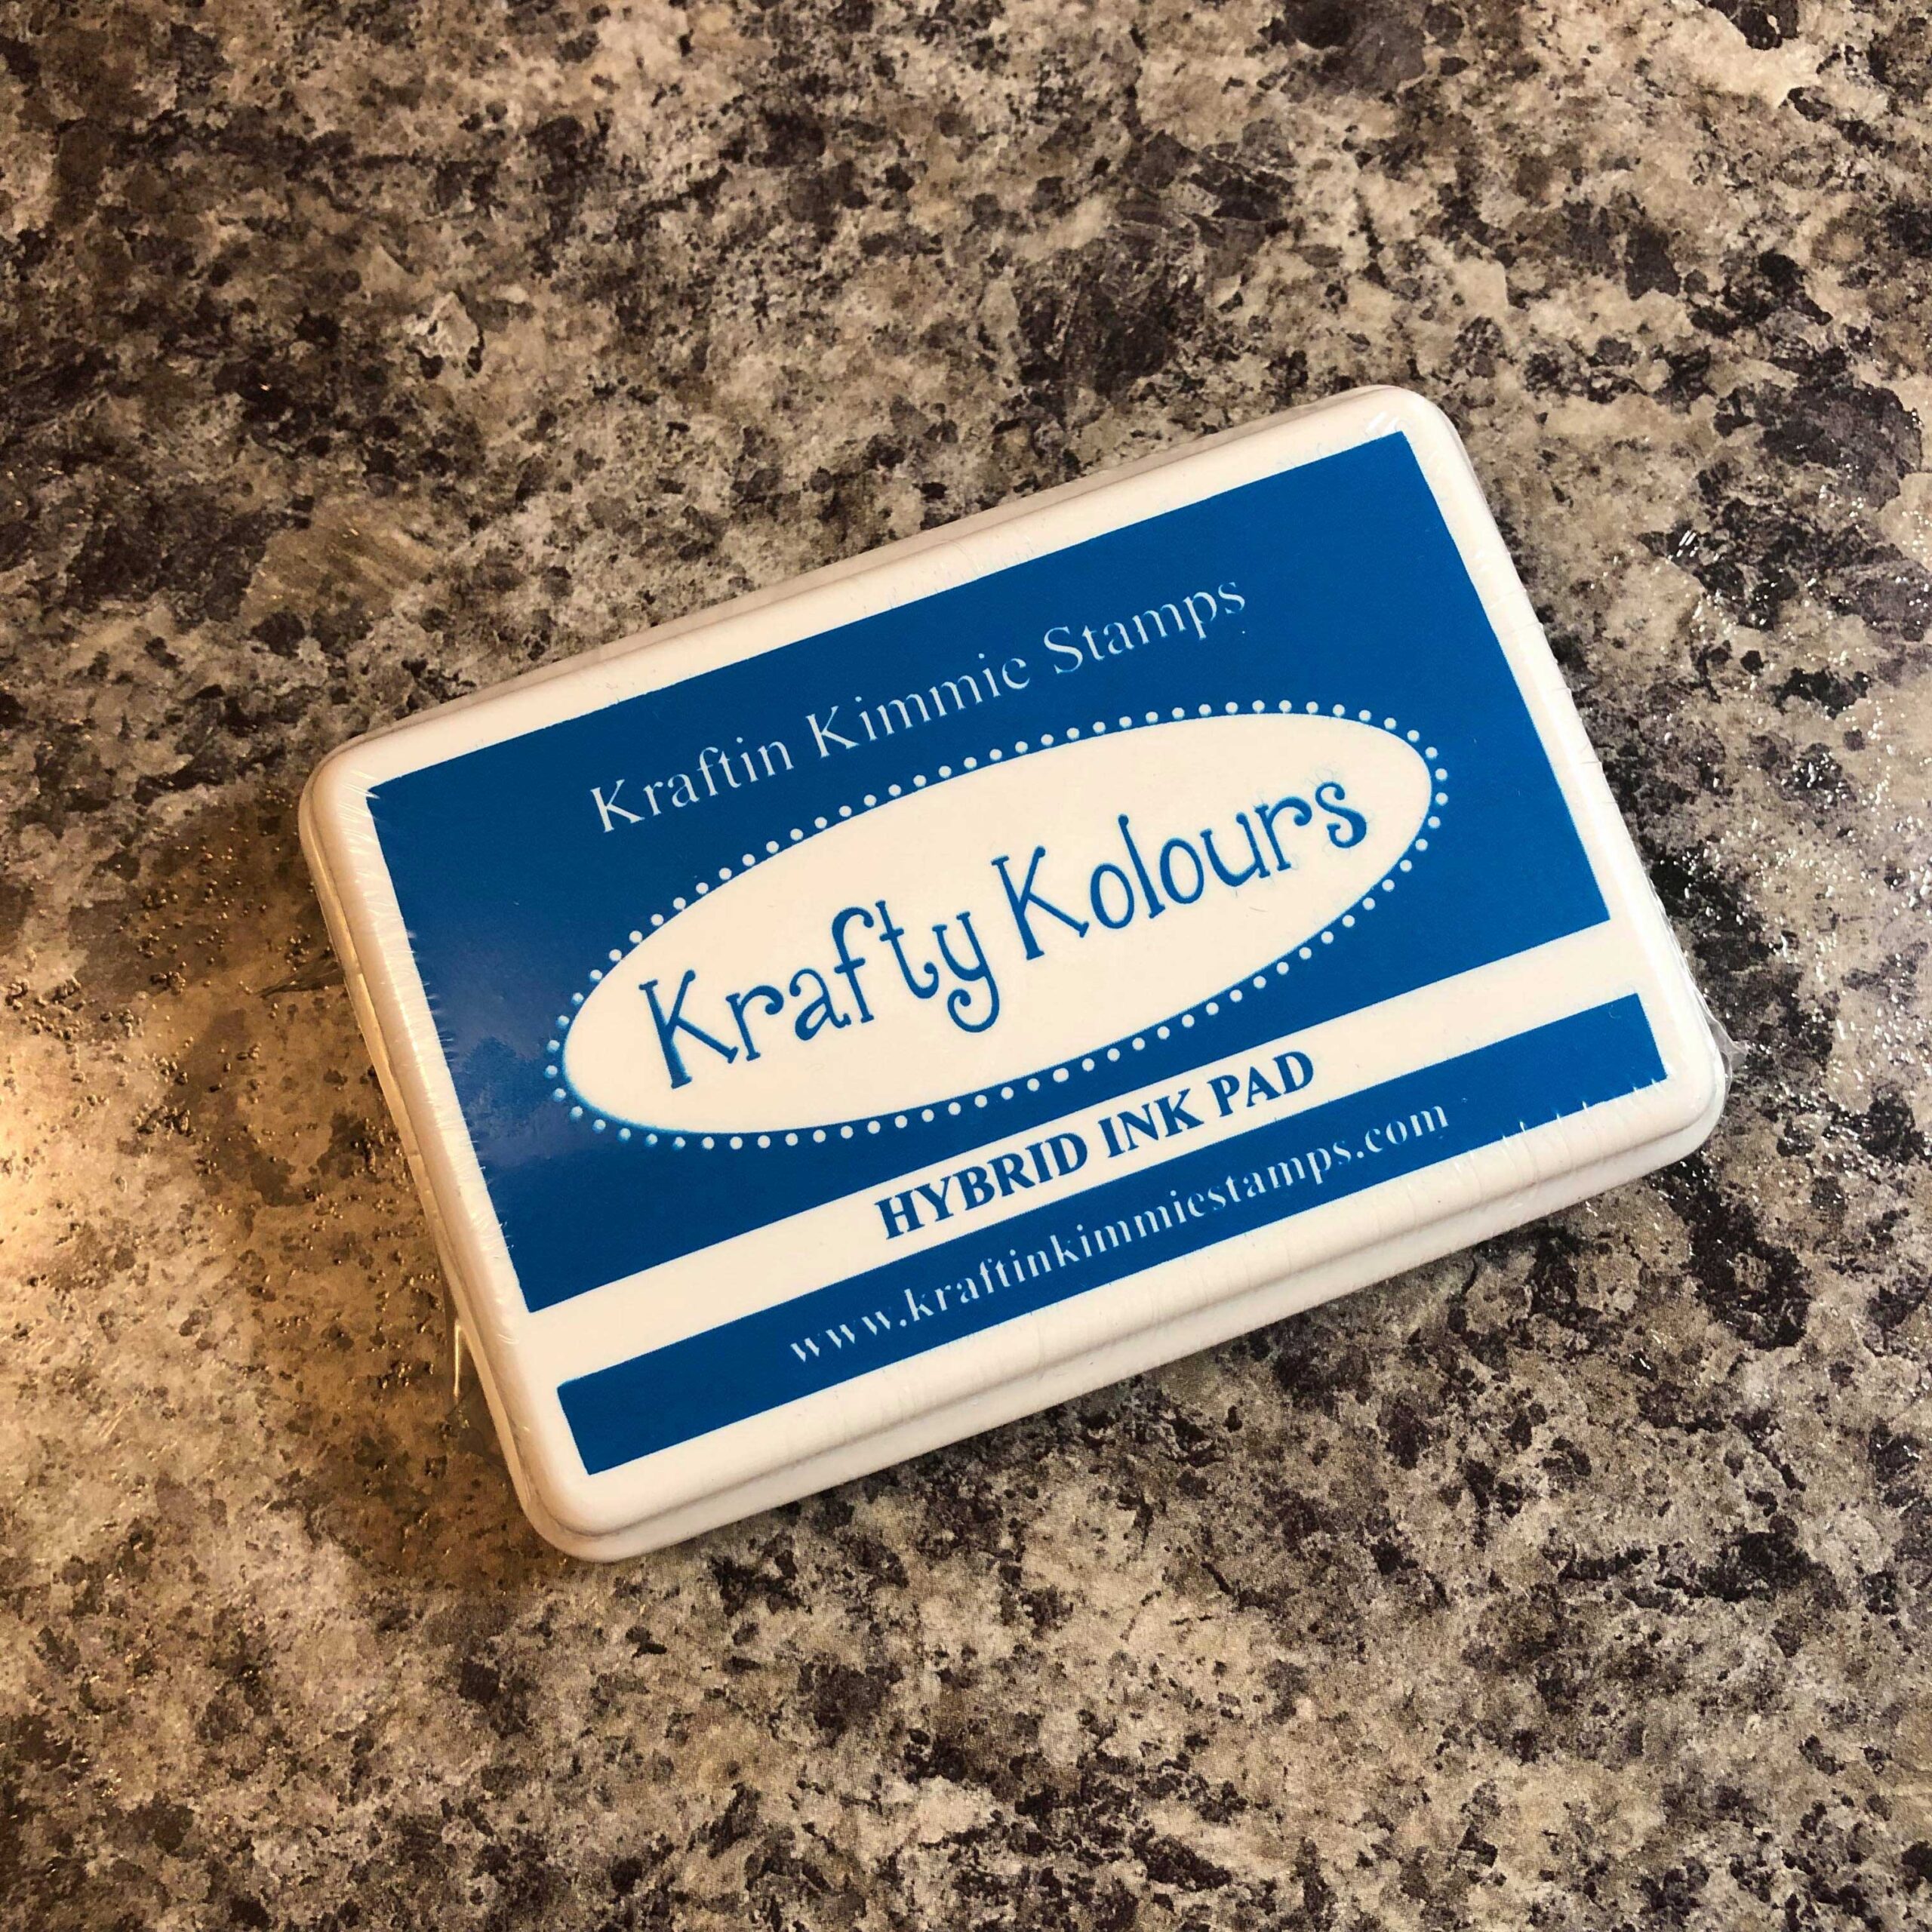 Kraftin Kimmie Stamps
Krafty Kolours
HYBRID INK PAD
www.kraftinkimmiestamps.com